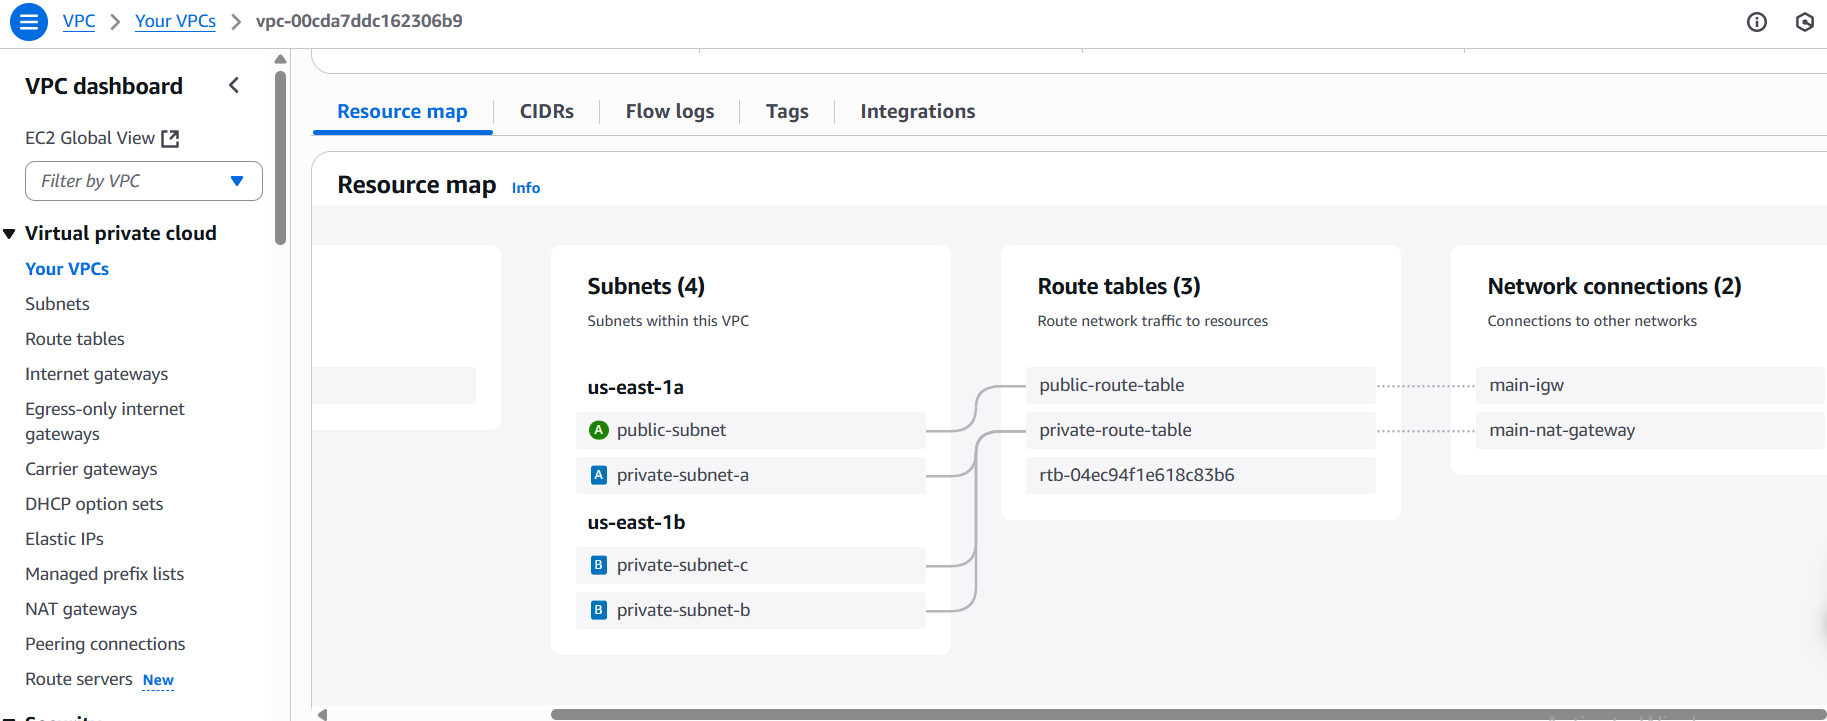 VPC > Your VPCs > vpc-00cda7ddc162306b9
VPC dashboard
EC2 Global View
Filter by VPC
Virtual private cloud
Your VPCs
Subnets
Route tables
Internet gateways
Egress-only internet
gateways
Carrier gateways
DHCP option sets
Elastic IPs
Managed prefix lists
NAT gateways
Peering connections
Route servers New
Security
Resource map
CIDRs
Flow logs
Tags
Integrations
Resource map Info
Subnets (4)
Subnets within this VPC
us-east-1a
A public-subnet
A private-subnet-a
us-east-1b
B private-subnet-c
B private-subnet-b
Route tables (3)
Route network traffic to resources
public-route-table
private-route-table
rtb-04ec94f1e618c83b6
Network connections (2)
Connections to other networks
main-igw
main-nat-gateway